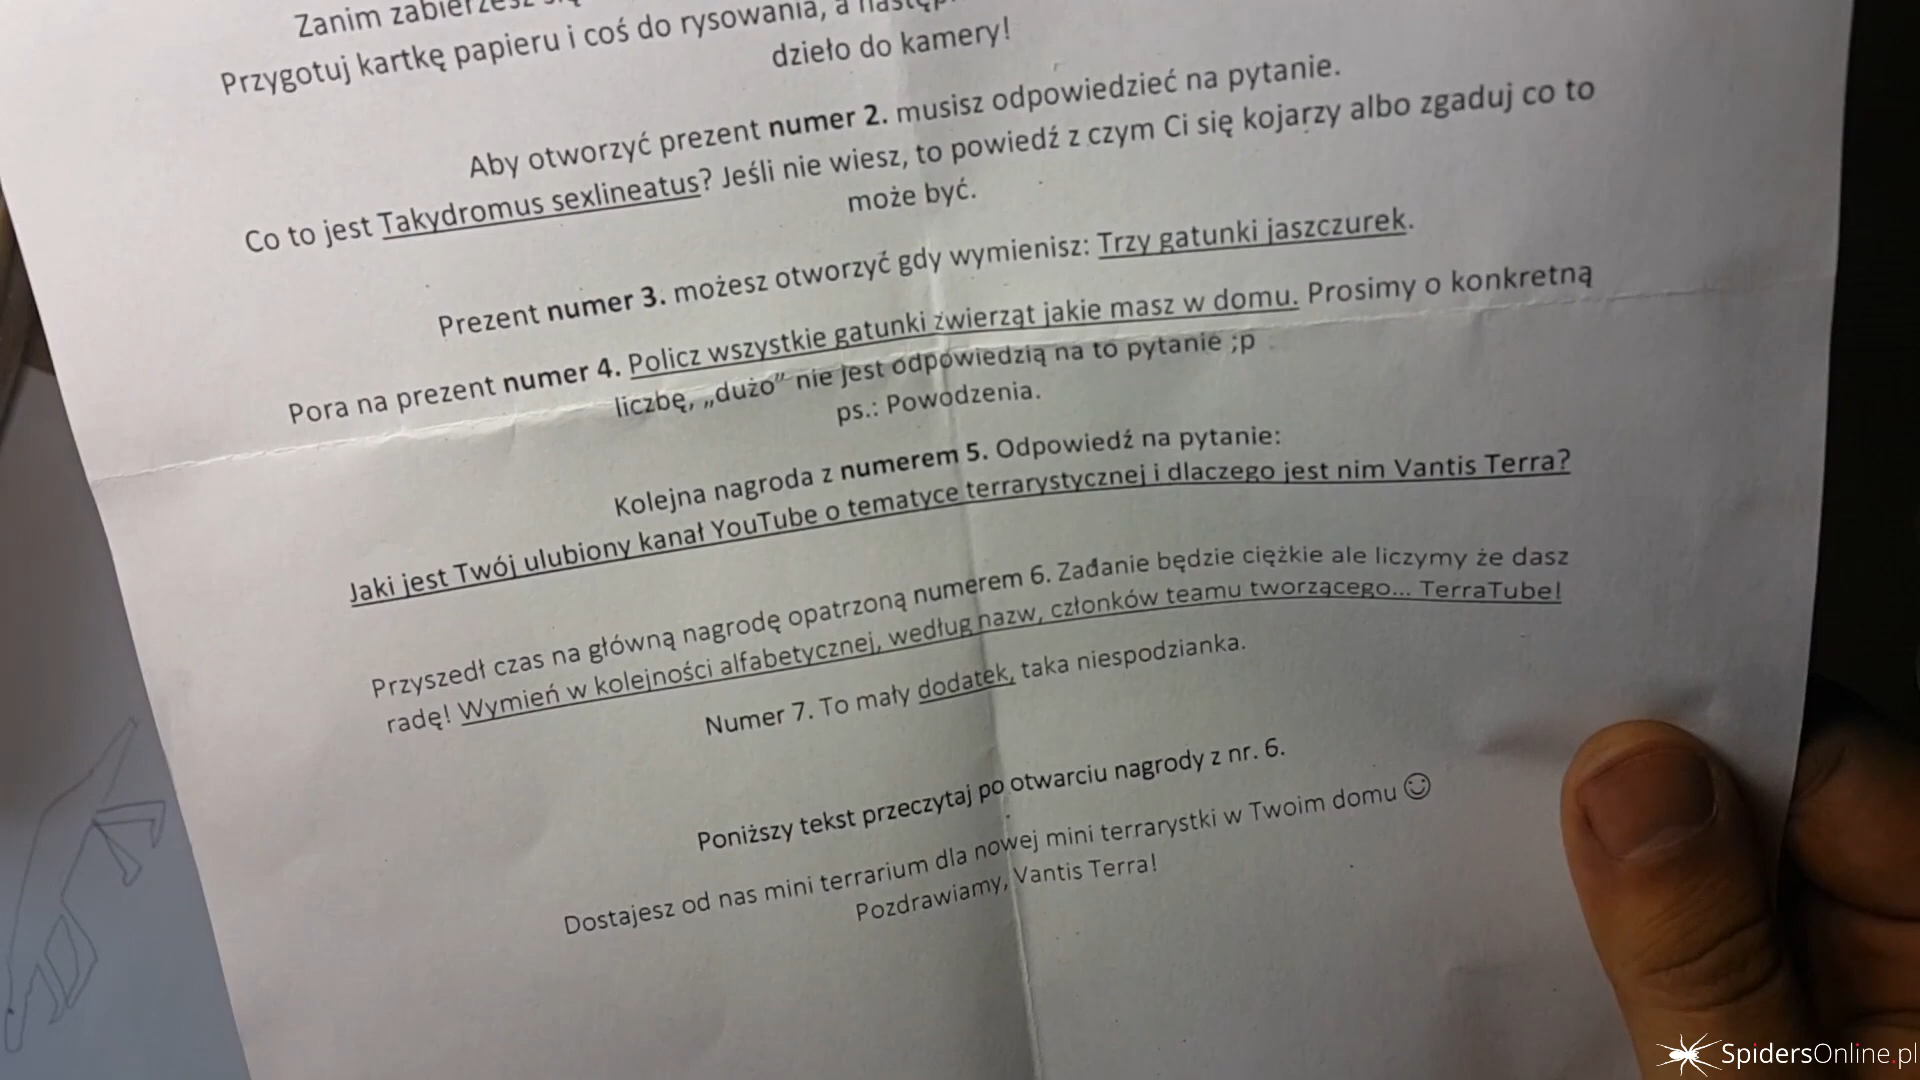 Zanim zabierzesz się
Przygotuj kartkę papieru i coś do rysowania, a
dzieło do kamery!
Aby otworzyć prezent numer 2. musisz odpowiedzieć na pytanie.
Co to jest Takydromus sexlineatus? Jeśli nie wiesz, to powiedź z czym Ci się kojarzy albo zgaduj co to
może być.
Prezent numer 3. możesz otworzyć gdy wymienisz: Trzy gatunki jaszczurek.
Pora na prezent numer 4. Policz wszystkie gatunki zwierząt jakie masz w domu. Prosimy o konkretną
liczbę, „dużo” nie jest odpowiedzią na to pytanie ;p
ps.: Powodzenia.
Kolejna nagroda z numerem 5. Odpowiedź na pytanie:
Jaki jest Twój ulubiony kanał YouTube o tematyce terrarystycznej i dlaczego jest nim Vantis Terra?
Przyszedł czas na główną nagrodę opatrzoną numerem 6. Zadanie będzie ciężkie ale liczymy że dasz
radę! Wymień w kolejności alfabetycznej, według nazw, członków teamu tworzącego... TerraTube!
Numer 7. To mały dodatek, taka niespodzianka.
Poniższy tekst przeczytaj po otwarciu nagrody z nr. 6.
Dostajesz od nas mini terrarium dla nowej mini terrarystki w Twoim domu ☺
Pozdrawiamy, Vantis Terra!
SpidersOnline.pl